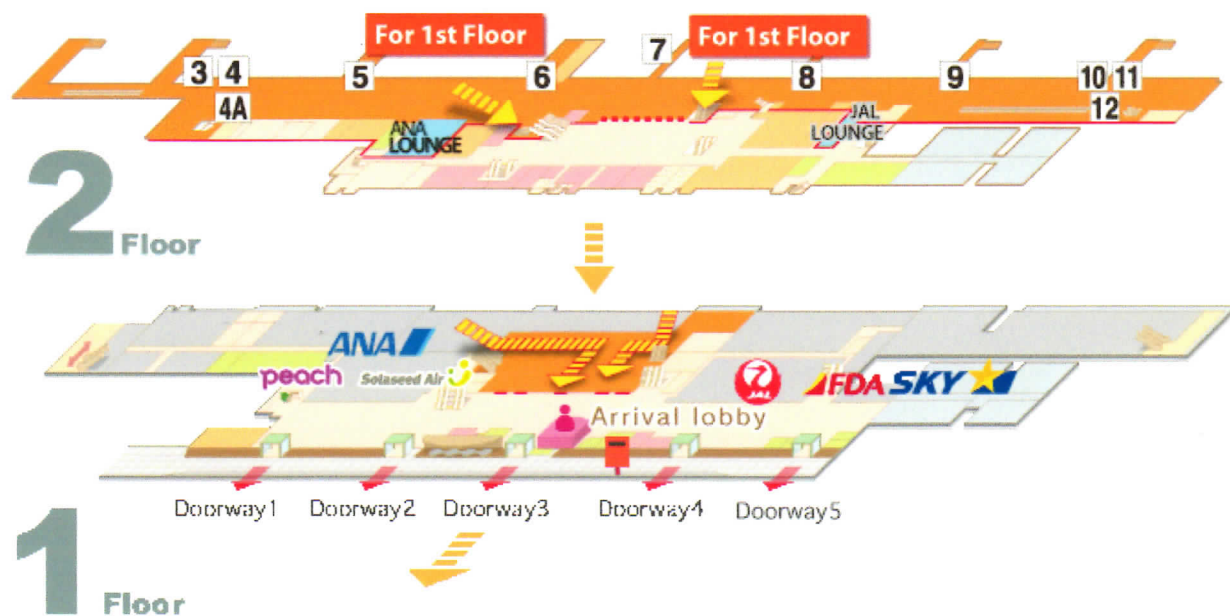 For 1st Floor
For 1st Floor
3 4 5 6 7 8 9 10 11
4A 12
ANA
LOUNGE
JAL
LOUNGE
2
Floor
ANA
peach Solaseed Air
JAL
FDA SKY
Arrival lobby
Doorway1 Doorway2 Doorway3 Doorway4 Doorway5
1
Floor